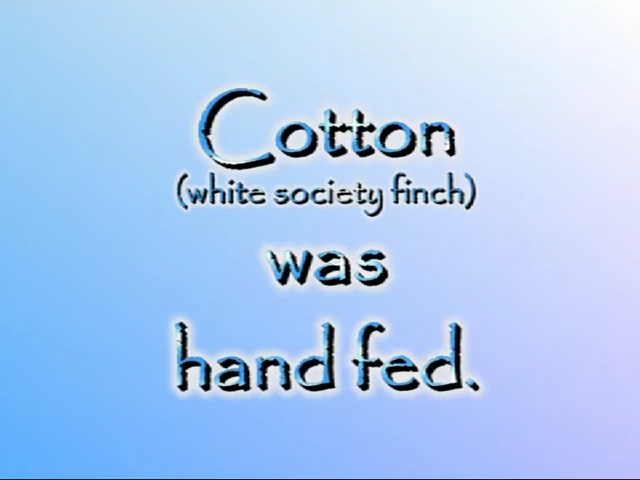 Cotton
(white society finch)
was
hand fed.